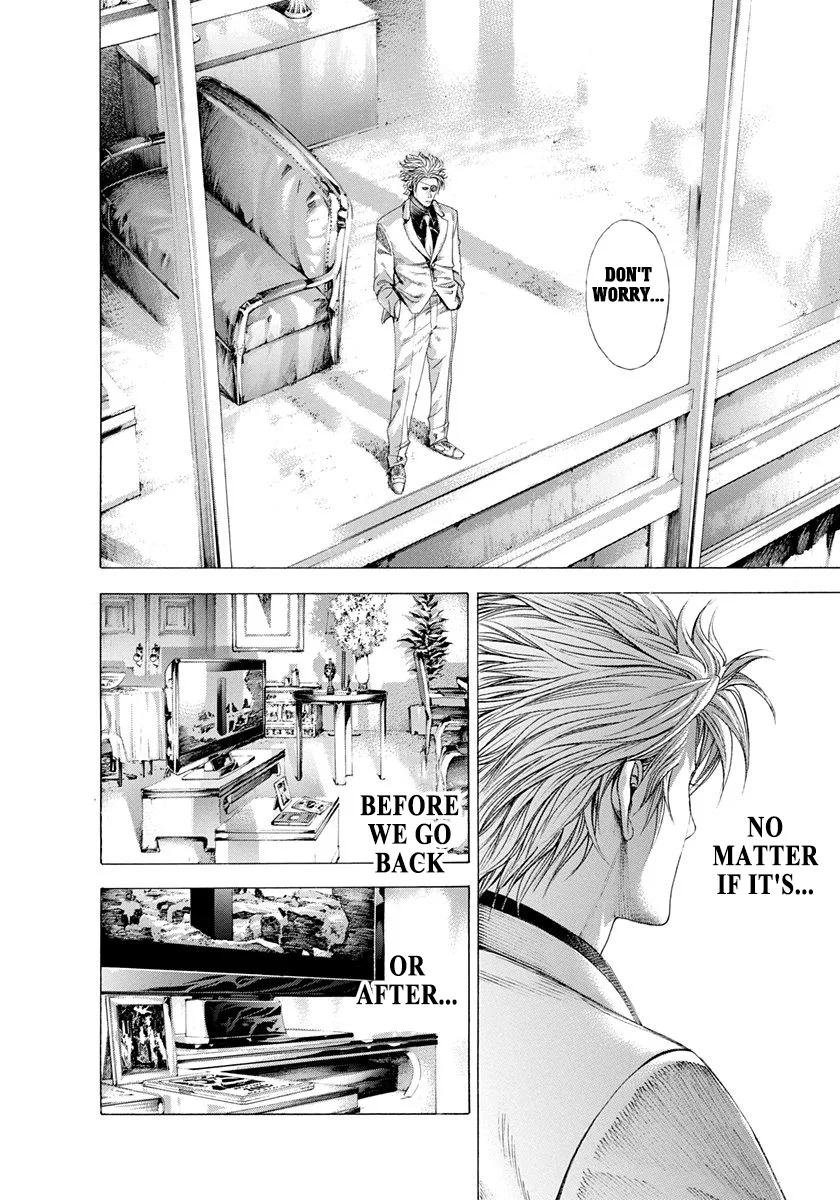 DON'T
WORRY...
NO
MATTER
IF IT'S...
BEFORE
WE GO
BACK
OR
AFTER...